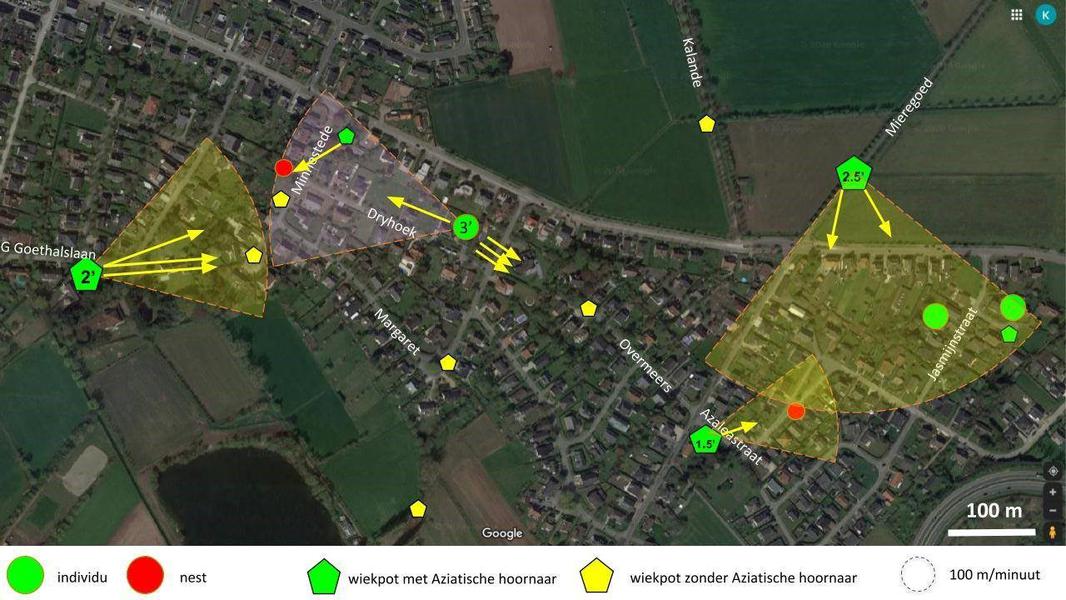 K
Kalande
Mieregoed
Minnestede
2.5'
Dryhoek
3'
G Goethalslaan
2'
Margaret
Overmeers
Jasmijnstraat
Azaleastraat
1.5'
100 m
Google
individu
nest
wiekpot met Aziatische hoornaar
wiekpot zonder Aziatische hoornaar
100 m/minuut